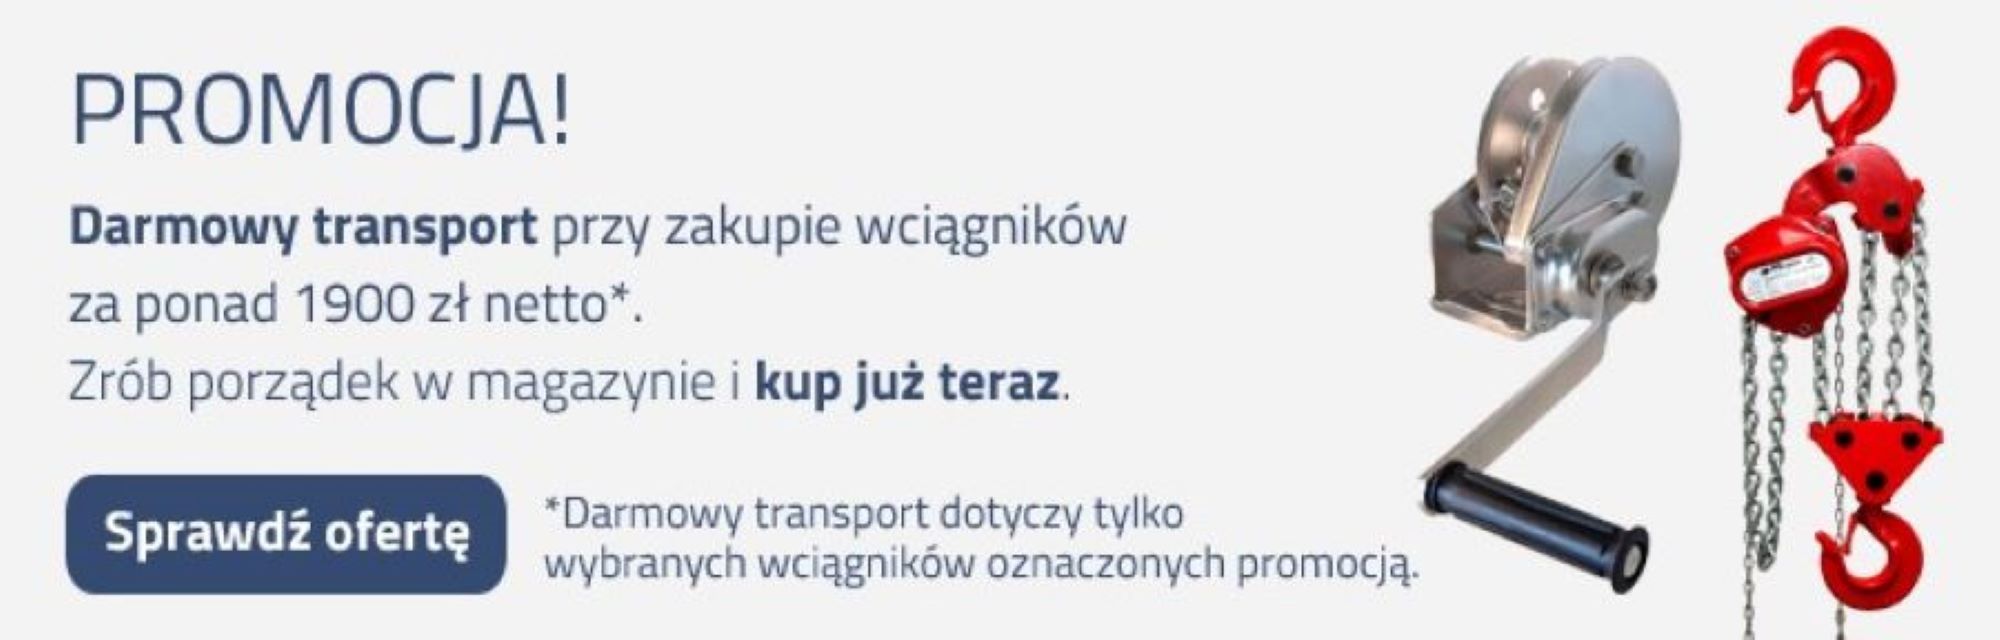 PROMOCJA!
Darmowy transport przy zakupie wciągników
za ponad 1900 zł netto*.
Zrób porządek w magazynie i kup już teraz.
Sprawdź ofertę
*Darmowy transport dotyczy tylko
wybranych wciągników oznaczonych promocją.